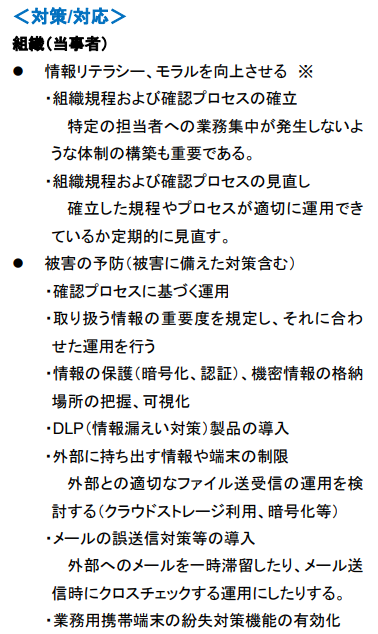 ＜対策/対応＞
組織（当事者）
● 情報リテラシー、モラルを向上させる ※
・組織規程および確認プロセスの確立
特定の担当者への業務集中が発生しないよ
うな体制の構築も重要である。
・組織規程および確認プロセスの見直し
確立した規程やプロセスが適切に運用でき
ているか定期的に見直す。
● 被害の予防（被害に備えた対策含む）
・確認プロセスに基づく運用
・取り扱う情報の重要度を規定し、それに合わ
せた運用を行う
・情報の保護（暗号化、認証）、機密情報の格納
場所の把握、可視化
・DLP（情報漏えい対策）製品の導入
・外部に持ち出す情報や端末の制限
外部との適切なファイル送受信の運用を検
討する（クラウドストレージ利用、暗号化等）
・メールの誤送信対策等の導入
外部へのメールを一時滞留したり、メール送
信時にクロスチェックする運用にしたりする。
・業務用携帯端末の紛失対策機能の有効化